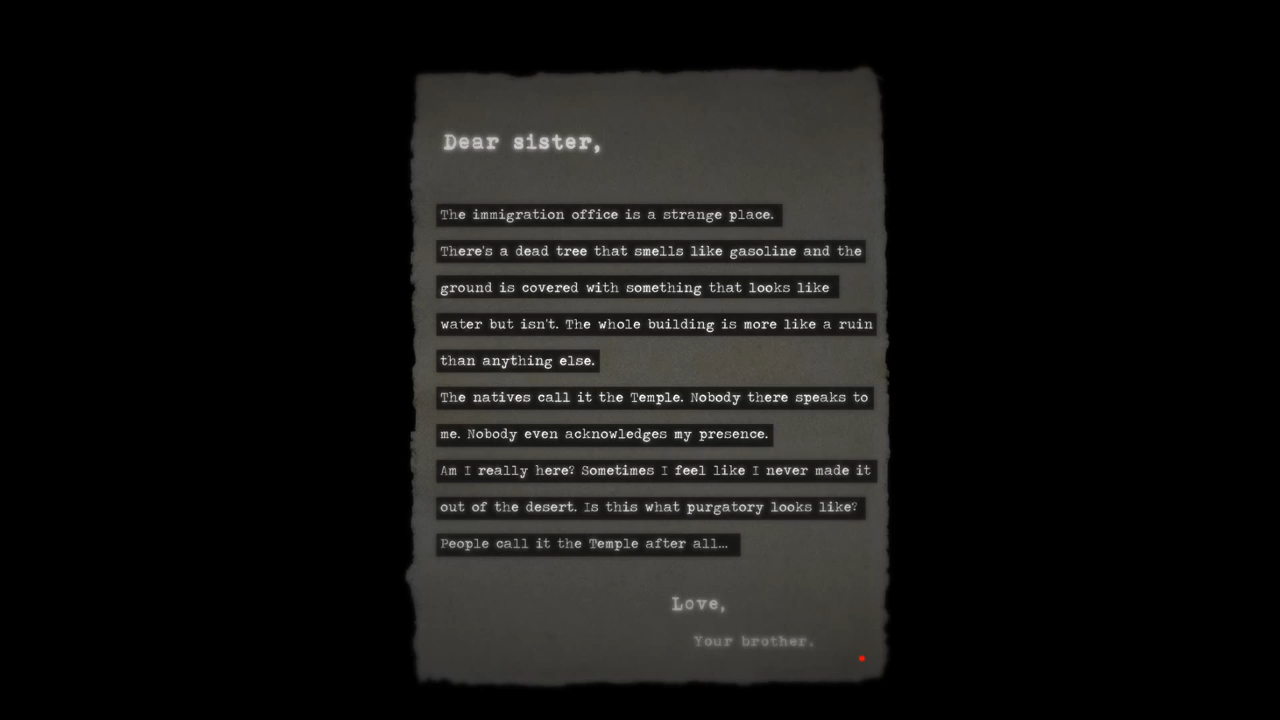 Dear sister,
The immigration office is a strange place.
There's a dead tree that smells like gasoline and the
ground is covered with something that looks like
water but isn't. The whole building is more like a ruin
than anything else.
The natives call it the Temple. Nobody there speaks to
me. Nobody even acknowledges my presence.
Am I really here? Sometimes I feel like I never made it
out of the desert. Is this what purgatory looks like?
People call it the Temple after all...
Love,
Your brother.